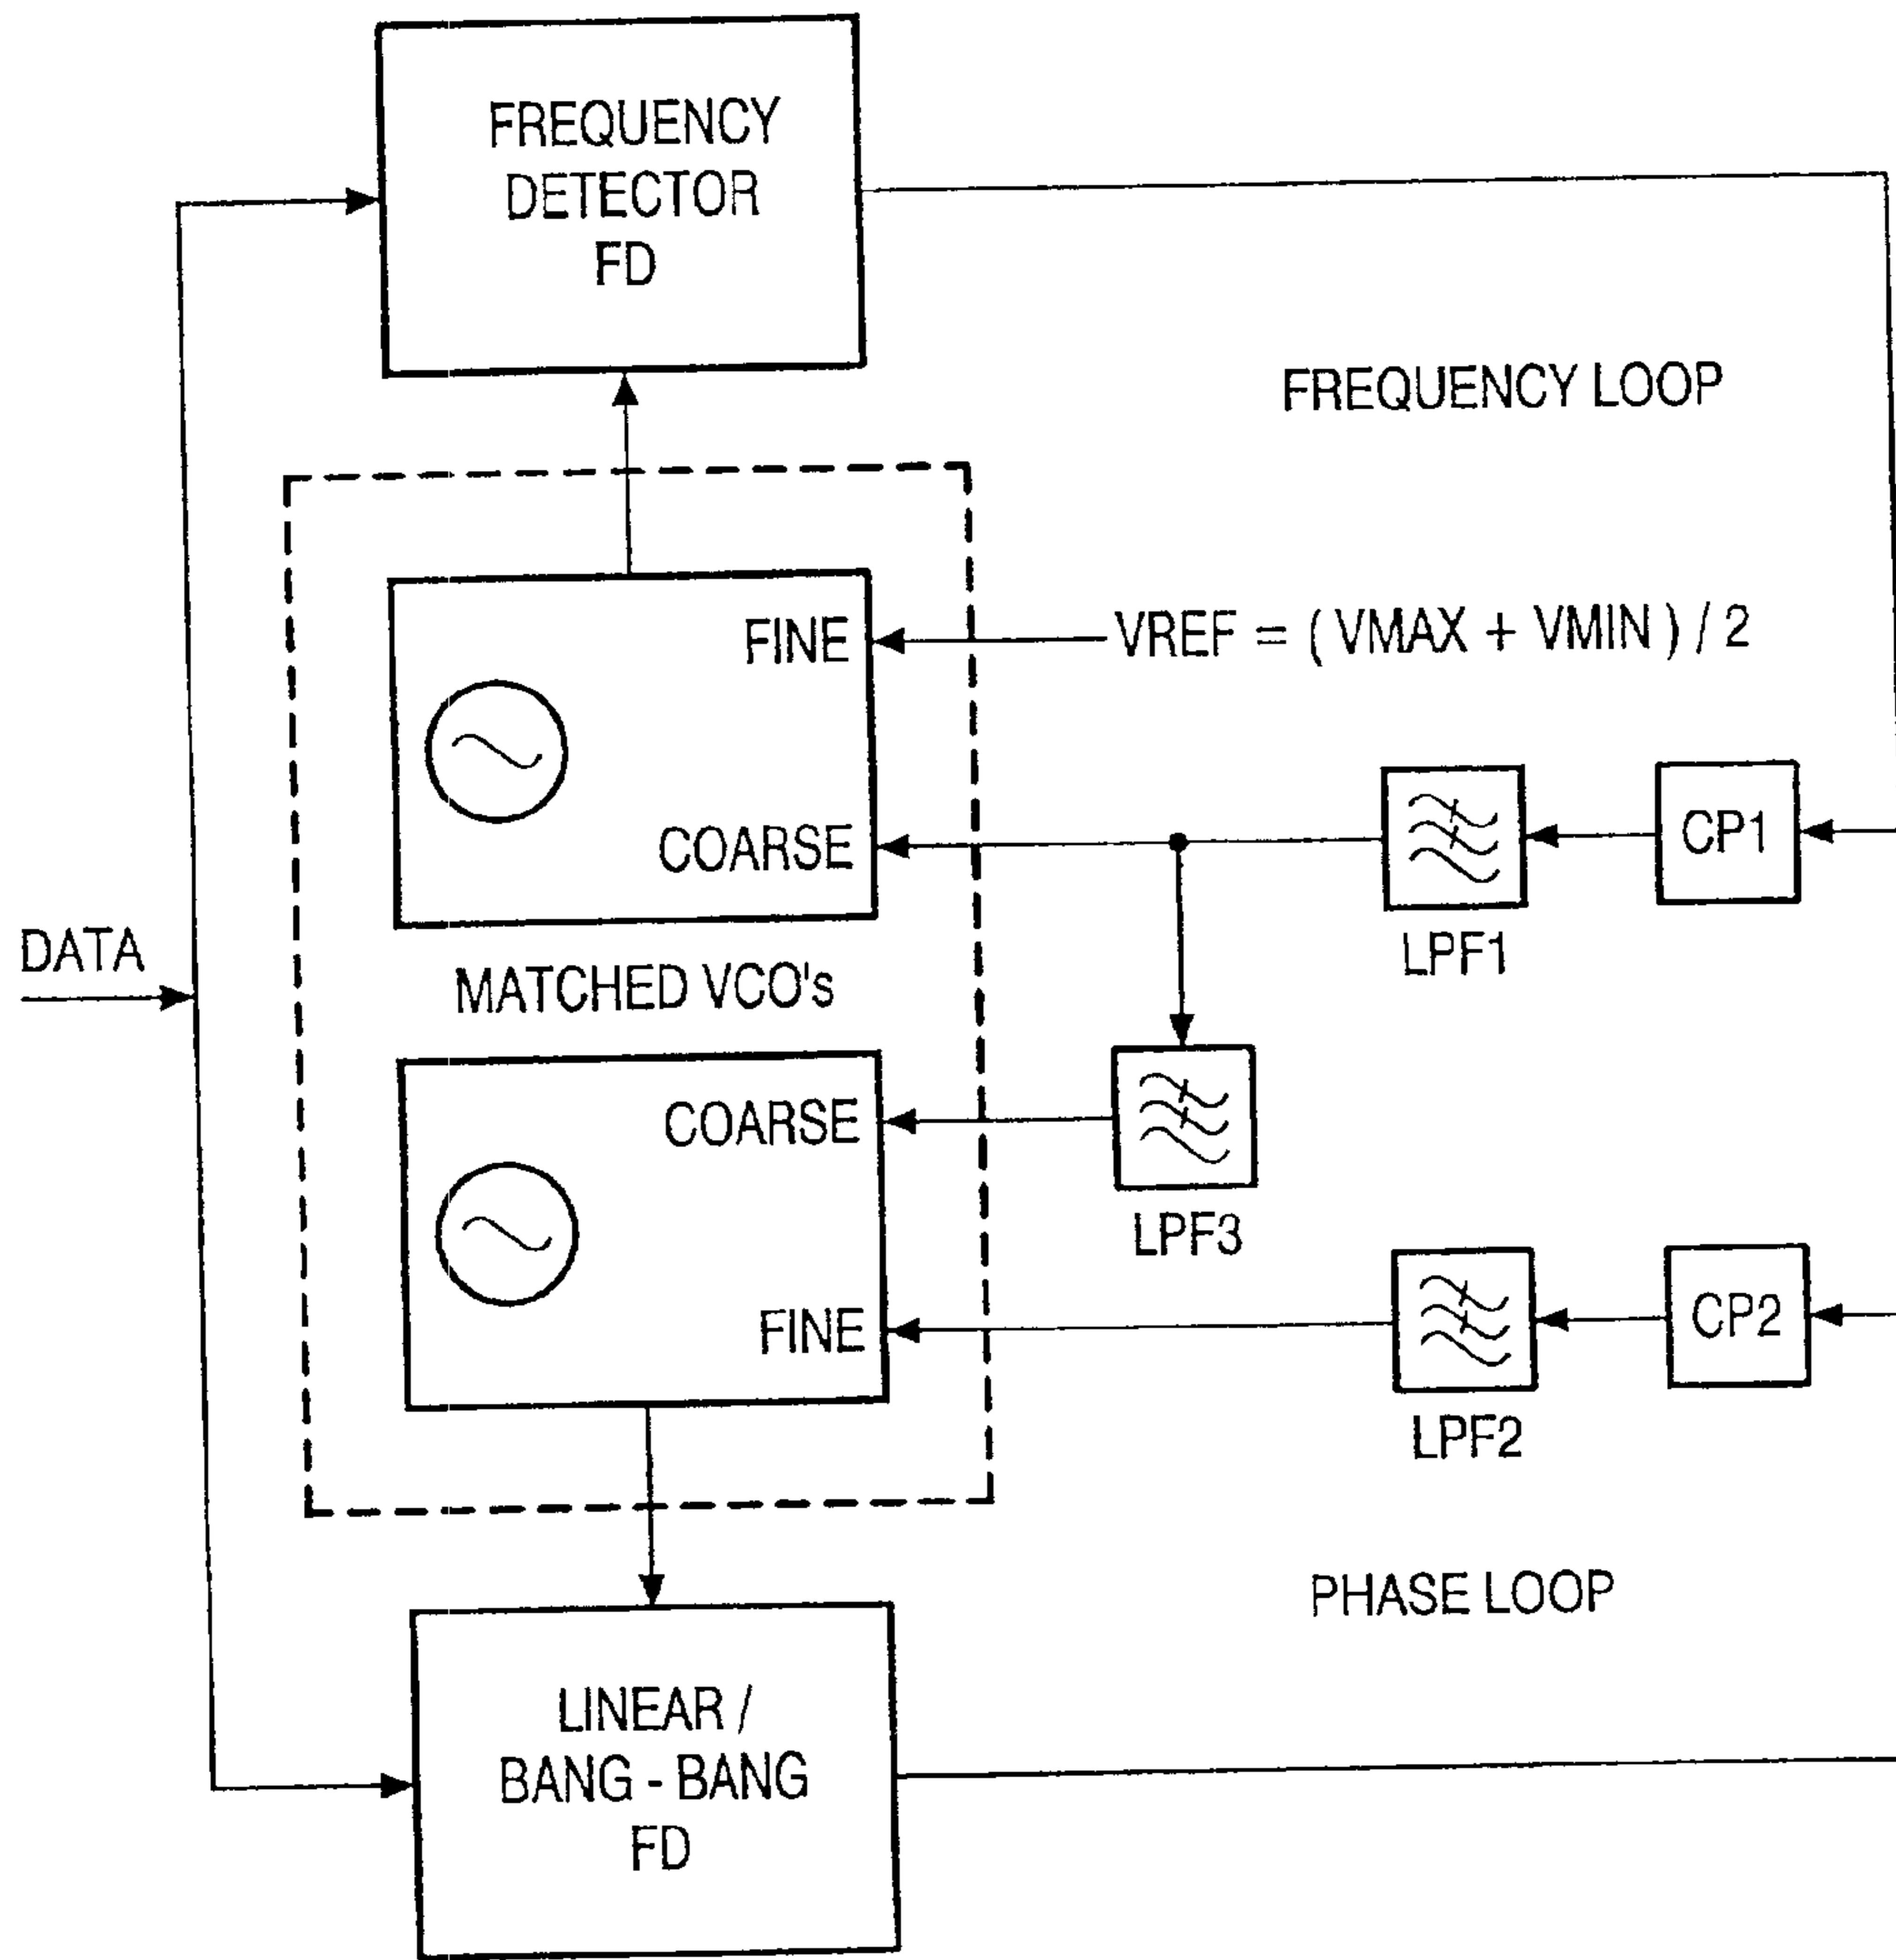 FREQUENCY
DETECTOR
FD
FREQUENCY LOOP
FINE
VREF = ( VMAX + VMIN ) / 2
COARSE
CP1
LPF1
DATA
MATCHED VCO's
COARSE
LPF3
FINE
CP2
LPF2
PHASE LOOP
LINEAR /
BANG - BANG
FD